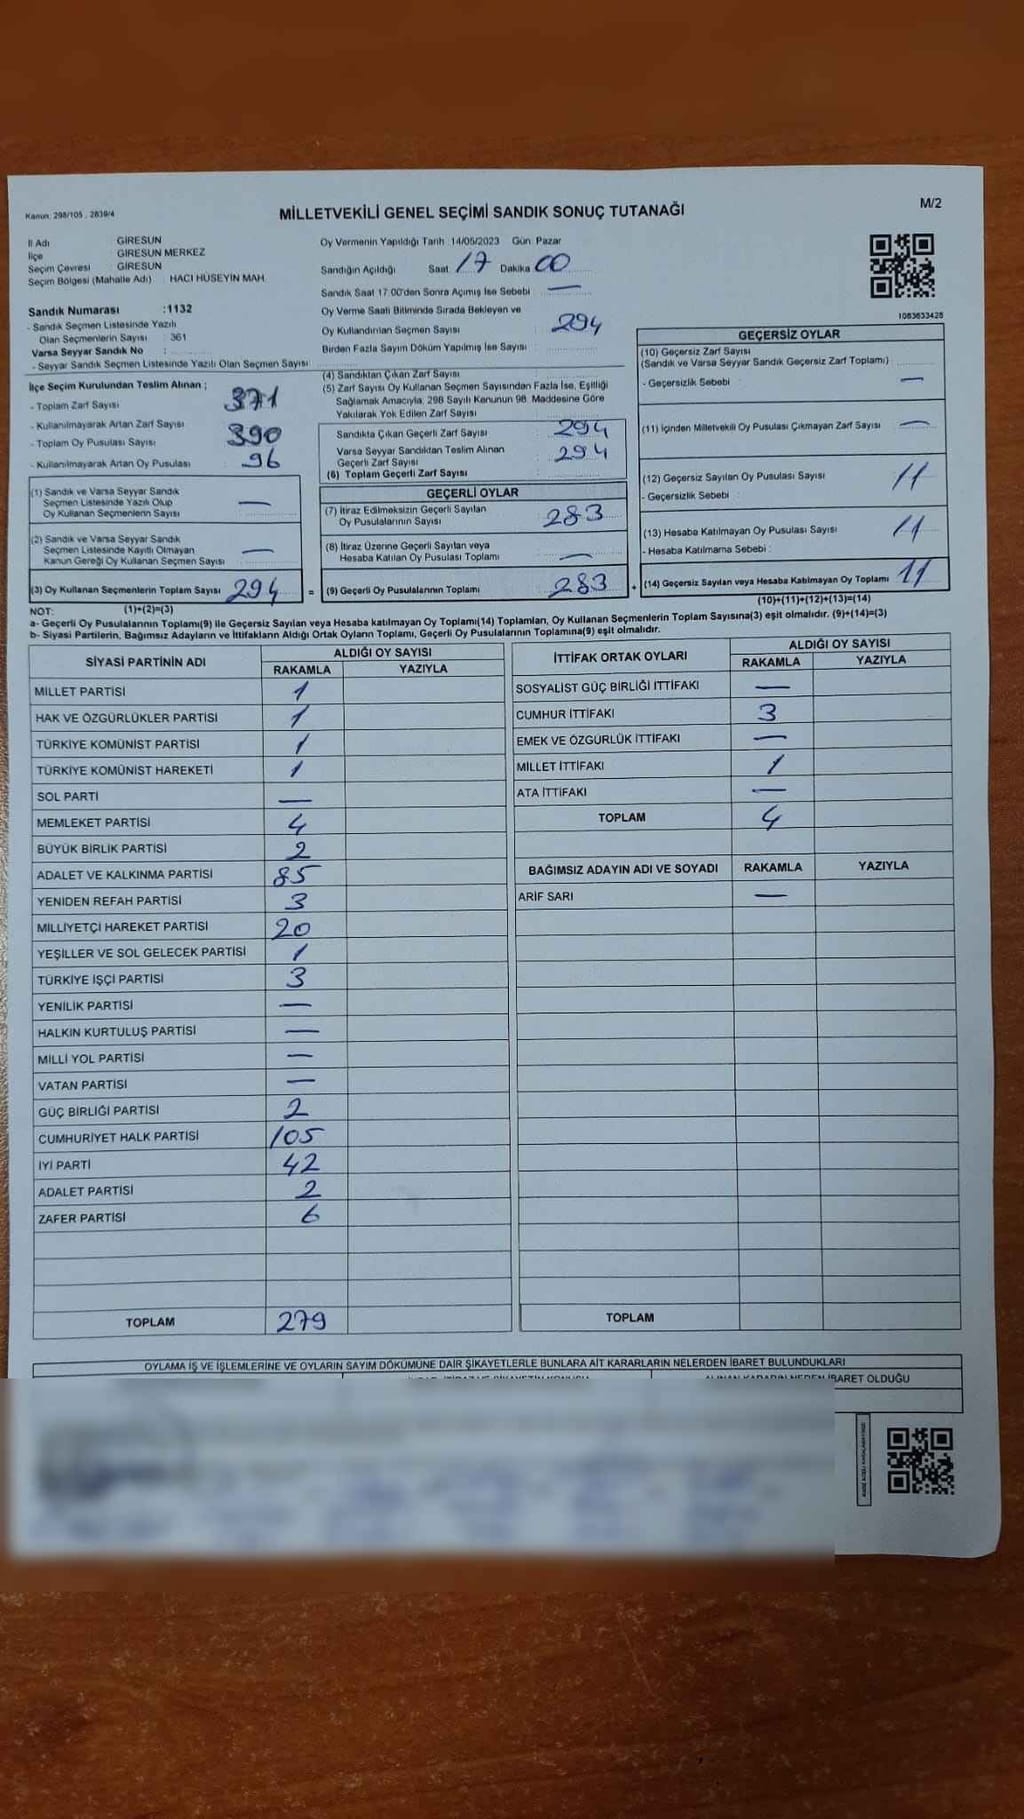 Kanun: 298/105 , 2839/4
MİLLETVEKİLİ GENEL SEÇİMİ SANDIK SONUÇ TUTANAĞI
M/2
İl Adı GİRESUN
İlçe GİRESUN MERKEZ
Seçim Çevresi GİRESUN
Seçim Bölgesi (Mahalle Adı) : HACI HÜSEYİN MAH.
Sandık Numarası :1132
- Sandık Seçmen Listesinde Yazılı
Olan Seçmenlerin Sayısı : 361
Varsa Seyyar Sandık No :
- Seyyar Sandık Seçmen Listesinde Yazılı Olan Seçmen Sayısı
Oy Vermenin Yapıldığı Tarih :14/05/2023 Gün: Pazar
Sandığın Açıldığı Saat 17 Dakika 00
Sandık Saat 17:00'den Sonra Açımış İse Sebebi : —
Oy Verme Saati Bitiminde Sırada Bekleyen ve
Oy Kullandırılan Seçmen Sayısı : 294
Birden Fazla Sayım Döküm Yapılmış İse Sayısı :
1083633428
İlçe Seçim Kurulundan Teslim Alınan ;
- Toplam Zarf Sayısı 371
- Kullanılmayarak Artan Zarf Sayısı
- Toplam Oy Pusulası Sayısı 390
- Kullanılmayarak Artan Oy Pusulası 96
(1) Sandık ve Varsa Seyyar Sandık
Seçmen Listesinde Yazılı Olup
Oy Kullanan Seçmenlerin Sayısı —
(2) Sandık ve Varsa Seyyar Sandık
Seçmen Listesinde Kayıtlı Olmayan
Kanun Gereği Oy Kullanan Seçmen Sayısı —
(3) Oy Kullanan Seçmenlerin Toplam Sayısı 294 =
(4) Sandıktan Çıkan Zarf Sayısı
(5) Zarf Sayısı Oy Kullanan Seçmen Sayısından Fazla İse, Eşitliği
Sağlamak Amacıyla, 298 Sayılı Kanunun 98. Maddesine Göre
Yakılarak Yok Edilen Zarf Sayısı
Sandıkta Çıkan Geçerli Zarf Sayısı 294
Varsa Seyyar Sandıktan Teslim Alınan
Geçerli Zarf Sayısı 294
(6) Toplam Geçerli Zarf Sayısı
GEÇERLİ OYLAR
(7) İtiraz Edilmeksizin Geçerli Sayılan
Oy Pusulalarının Sayısı 283
(8) İtiraz Üzerine Geçerli Sayılan veya
Hesaba Katılan Oy Pusulası Toplamı —
(9) Geçerli Oy Pusulalarının Toplamı 283 +
GEÇERSİZ OYLAR
(10) Geçersiz Zarf Sayısı
(Sandık ve Varsa Seyyar Sandık Geçersiz Zarf Toplamı) :
- Geçersizlik Sebebi : —
(11) İçinden Milletvekili Oy Pusulası Çıkmayan Zarf Sayısı —
(12) Geçersiz Sayılan Oy Pusulası Sayısı 11
- Geçersizlik Sebebi :
(13) Hesaba Katılmayan Oy Pusulası Sayısı 11
- Hesaba Katılmama Sebebi :
(14) Geçersiz Sayılan veya Hesaba Katılmayan Oy Toplamı 11
NOT: (1)+(2)=(3) (10)+(11)+(12)+(13)=(14)
a- Geçerli Oy Pusulalarının Toplamı(9) ile Geçersiz Sayılan veya Hesaba katılmayan Oy Toplamı(14) Toplamları, Oy Kullanan Seçmenlerin Toplam Sayısına(3) eşit olmalıdır. (9)+(14)=(3)
b- Siyasi Partilerin, Bağımsız Adayların ve İttifakların Aldığı Ortak Oyların Toplamı, Geçerli Oy Pusulalarının Toplamına(9) eşit olmalıdır.
SİYASİ PARTİNİN ADI ALDIĞI OY SAYISI
RAKAMLA YAZIYLA
MİLLET PARTİSİ 1
HAK VE ÖZGÜRLÜKLER PARTİSİ 1
TÜRKİYE KOMÜNİST PARTİSİ 1
TÜRKİYE KOMÜNİST HAREKETİ 1
SOL PARTİ —
MEMLEKET PARTİSİ 4
BÜYÜK BİRLİK PARTİSİ 2
ADALET VE KALKINMA PARTİSİ 85
YENİDEN REFAH PARTİSİ 3
MİLLİYETÇİ HAREKET PARTİSİ 20
YEŞİLLER VE SOL GELECEK PARTİSİ 1
TÜRKİYE İŞÇİ PARTİSİ 3
YENİLİK PARTİSİ —
HALKIN KURTULUŞ PARTİSİ —
MİLLİ YOL PARTİSİ —
VATAN PARTİSİ —
GÜÇ BİRLİĞİ PARTİSİ 2
CUMHURİYET HALK PARTİSİ 105
İYİ PARTİ 42
ADALET PARTİSİ 2
ZAFER PARTİSİ 6
TOPLAM 279
İTTİFAK ORTAK OYLARI ALDIĞI OY SAYISI
RAKAMLA YAZIYLA
SOSYALİST GÜÇ BİRLİĞİ İTTİFAKI —
CUMHUR İTTİFAKI 3
EMEK VE ÖZGÜRLÜK İTTİFAKI —
MİLLET İTTİFAKI 1
ATA İTTİFAKI —
TOPLAM 4
BAĞIMSIZ ADAYIN ADI VE SOYADI RAKAMLA YAZIYLA
ARİF SARI —
TOPLAM
OYLAMA İŞ VE İŞLEMLERİNE VE OYLARIN SAYIM DÖKÜMÜNE DAİR ŞİKAYETLERLE BUNLARA AİT KARARLARIN NELERDEN İBARET BULUNDUKLARI
ALINAN KARARIN NEDEN İBARET OLDUĞU